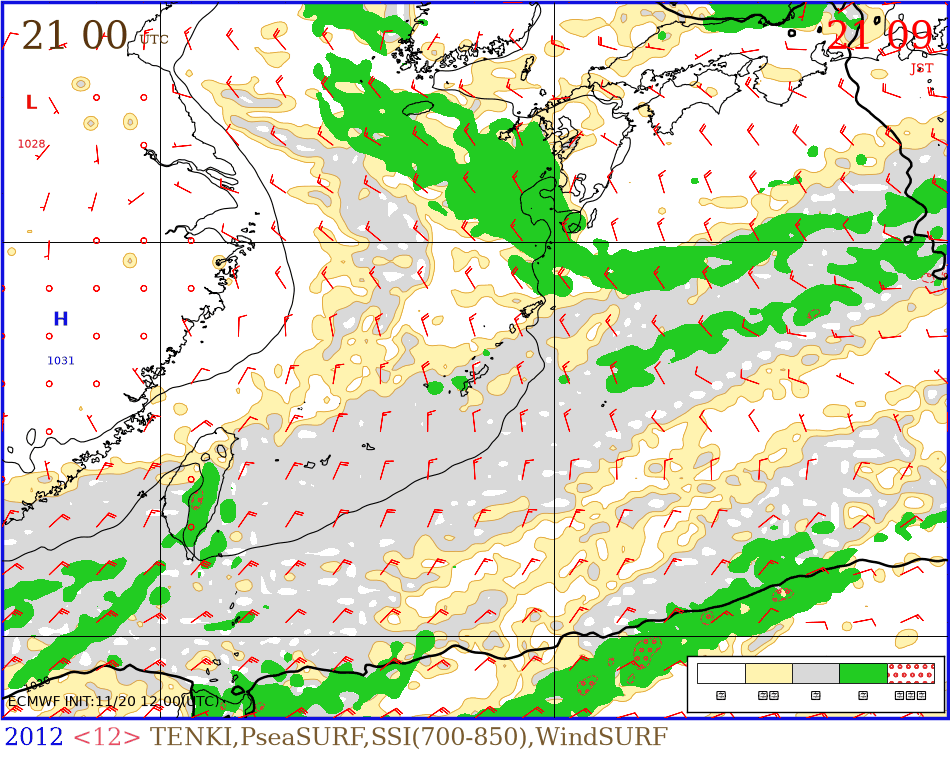 21 00 UTC
21 09
JST
L
1028
H
1031
1020
ECMWF INIT:11/20 12:00(UTC)
2012 <12> TENKI,PseaSURF,SSI(700-850),WindSURF